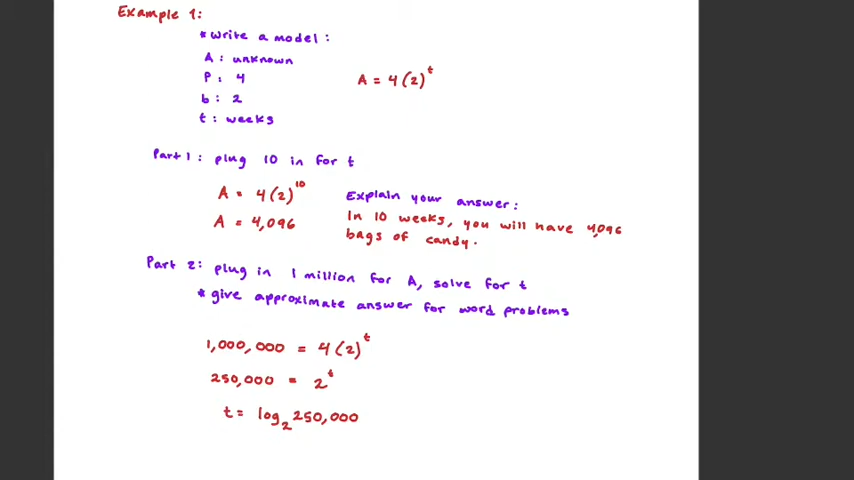 Example 1:
*write a model:
A: unknown
P: 4
b: 2
t: weeks
A = 4(2)^t
Part 1: plug 10 in for t
A = 4(2)^10
A = 4,096
Explain your answer:
In 10 weeks, you will have 4,096
bags of candy.
Part 2: plug in 1 million for A, solve for t
*give approximate answer for word problems
1,000,000 = 4(2)^t
250,000 = 2^t
t = log_2 250,000